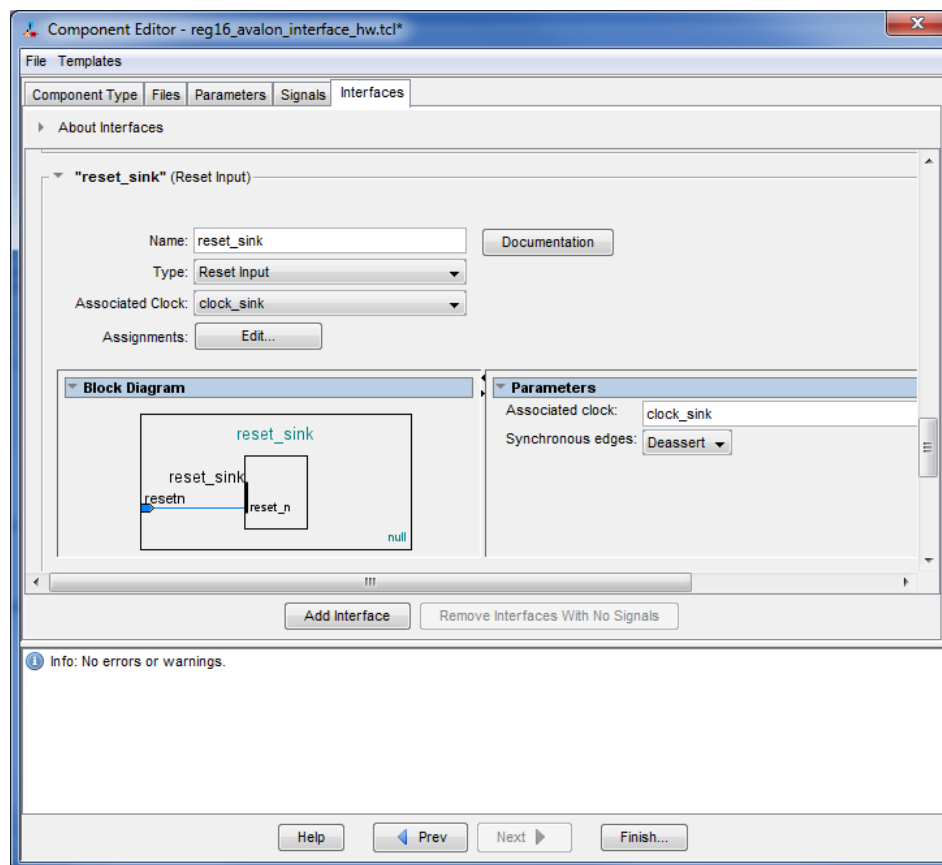 Component Editor - reg16_avalon_interface_hw.tcl*
File Templates
Component Type Files Parameters Signals Interfaces
About Interfaces
"reset_sink" (Reset Input)
Name: reset_sink Documentation
Type: Reset Input
Associated Clock: clock_sink
Assignments: Edit...
Block Diagram
reset_sink
reset_sink
resetn
reset_n
null
Parameters
Associated clock: clock_sink
Synchronous edges: Deassert
Add Interface Remove Interfaces With No Signals
Info: No errors or warnings.
Help Prev Next Finish...